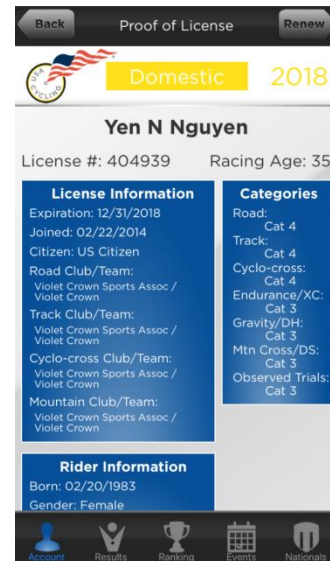 Back
Proof of License
Renew
USA
CYCLING
Domestic
2018
Yen N Nguyen
License #: 404939
Racing Age: 35
License Information
Expiration: 12/31/2018
Joined: 02/22/2014
Citizen: US Citizen
Road Club/Team:
Violet Crown Sports Assoc /
Violet Crown
Track Club/Team:
Violet Crown Sports Assoc /
Violet Crown
Cyclo-cross Club/Team:
Violet Crown Sports Assoc /
Violet Crown
Mountain Club/Team:
Violet Crown Sports Assoc /
Violet Crown
Categories
Road:
Cat 4
Track:
Cat 4
Cyclo-cross:
Cat 4
Endurance/XC:
Cat 3
Gravity/DH:
Cat 3
Mtn Cross/DS:
Cat 3
Observed Trials:
Cat 3
Rider Information
Born: 02/20/1983
Gender: Female
Account
Results
Ranking
Events
Nationals